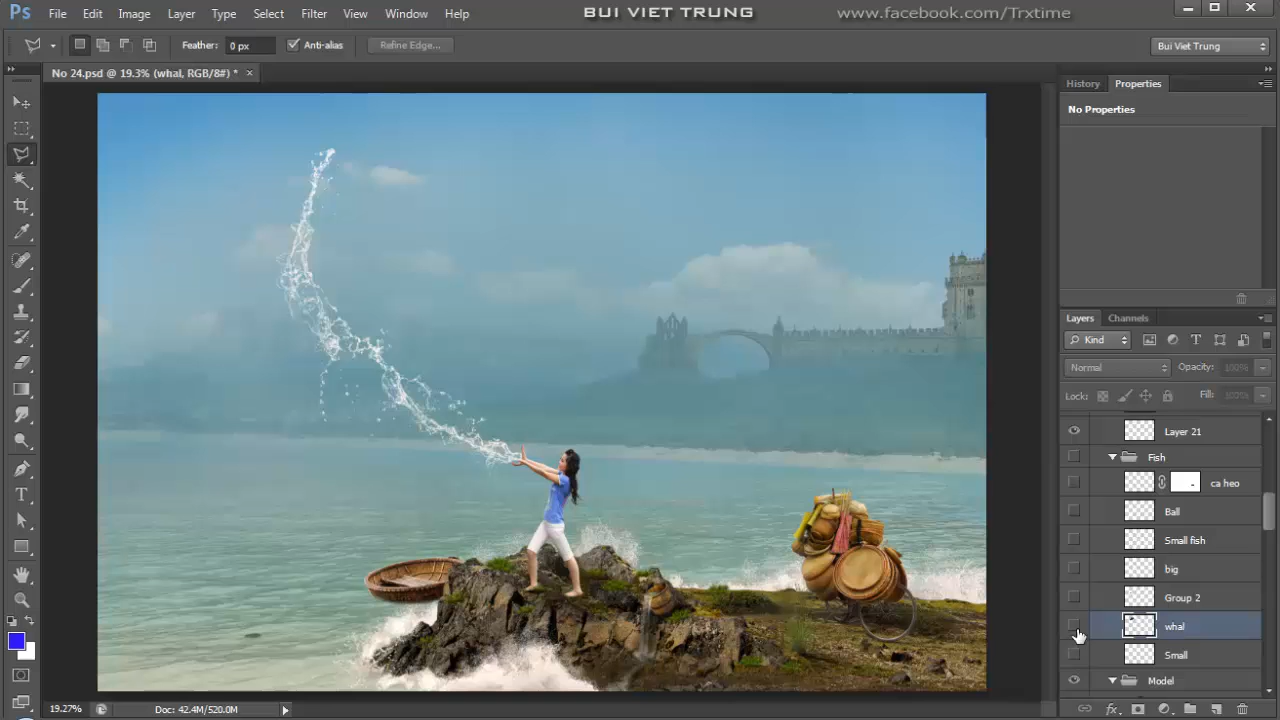 Ps File Edit Image Layer Type Select Filter View Window Help BUI VIET TRUNG www.facebook.com/Trxtime
Feather: 0 px Anti-alias Refine Edge... Bui Viet Trung
No 24.psd @ 19.3% (whal, RGB/8#) *
History Properties
No Properties
Layers Channels
Kind
Normal Opacity: 100%
Lock: Fill: 100%
Layer 21
Fish
ca heo
Ball
Small fish
big
Group 2
whal
Small
Model
19.27% Doc: 42.4M/520.0M